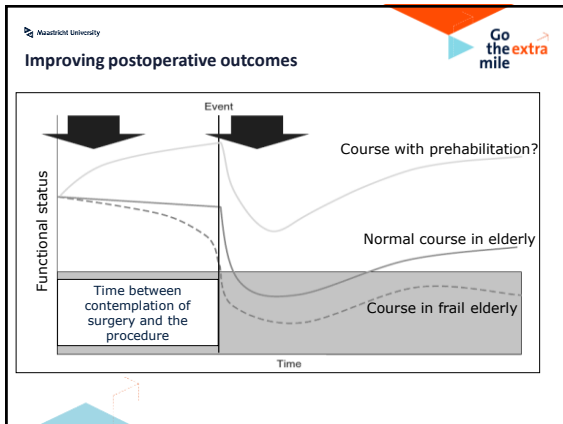 Maastricht University
Go
the extra
mile
Improving postoperative outcomes
Event
Course with prehabilitation?
Functional status
Normal course in elderly
Time between
contemplation of
surgery and the
procedure
Course in frail elderly
Time